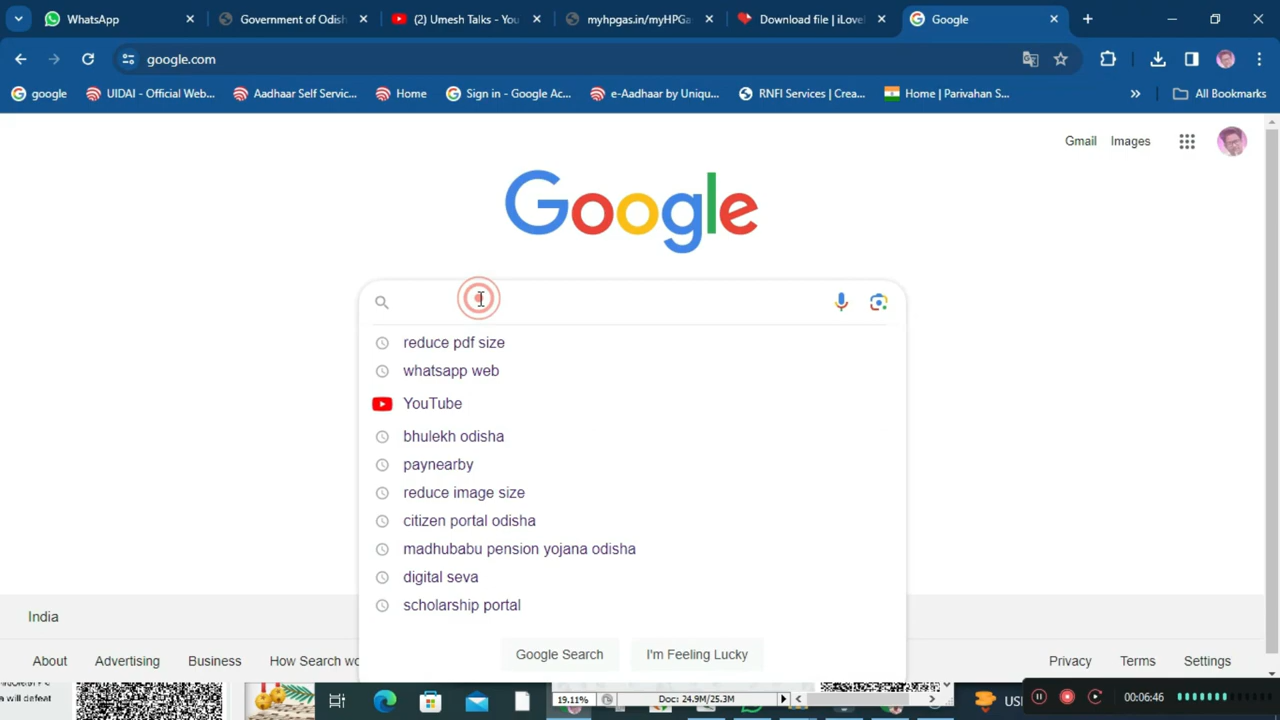 WhatsApp
Government of Odish
(2) Umesh Talks - You
myhpgas.in/myHPGa
Download file | iLove
Google
google.com
google
UIDAI - Official Web...
Aadhaar Self Servic...
Home
Sign in - Google Ac...
e-Aadhaar by Uniqu...
RNFI Services | Crea...
Home | Parivahan S...
All Bookmarks
Gmail
Images
Google
reduce pdf size
whatsapp web
YouTube
bhulekh odisha
paynearby
reduce image size
citizen portal odisha
madhubabu pension yojana odisha
digital seva
scholarship portal
Google Search
I'm Feeling Lucky
India
About
Advertising
Business
How Search wo
Privacy
Terms
Settings
will defeat
19.11%
Doc: 24.9M/25.3M
US
00:06:46